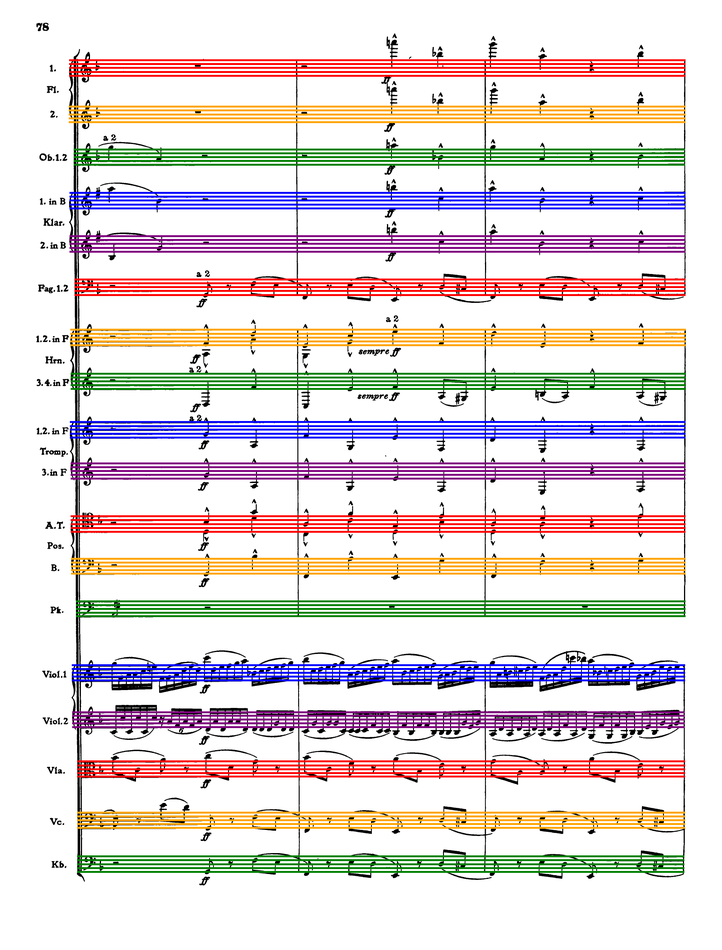 78
1.
Fl.
ff
2.
ff
a 2
Ob.1.2
ff
1. in B
ff
Klar.
2. in B
ff
a 2
Fag.1.2
ff
a 2
1.2. in F
ff
sempre ff
Hrn.
a 2
3.4. in F
ff
sempre ff
a 2
1.2. in F
ff
Tromp.
3. in F
ff
A.T.
ff
Pos.
B.
ff
Pk.
Viol.1
ff
Viol.2
ff
Vla.
ff
Vc.
ff
Kb.
ff